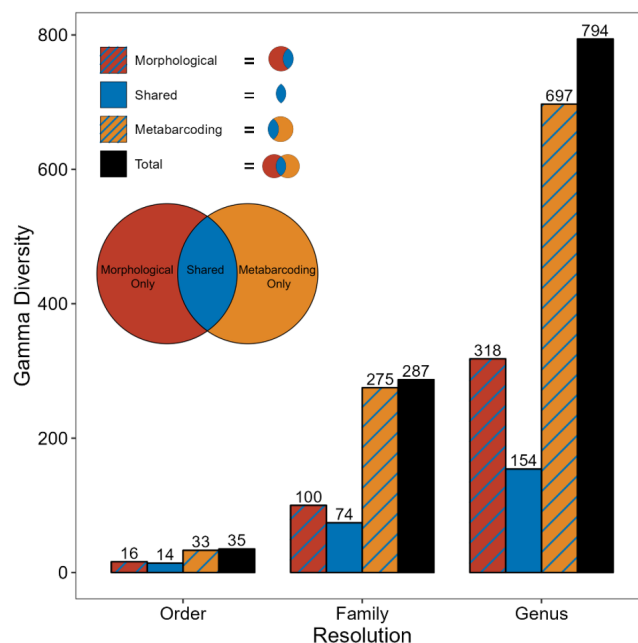 800
600
400
200
0
Gamma Diversity
Morphological =
Shared =
Metabarcoding =
Total =
Morphological
Only
Shared
Metabarcoding
Only
16 14 33 35
100 74 275 287
318 154 697 794
Order Family Genus
Resolution